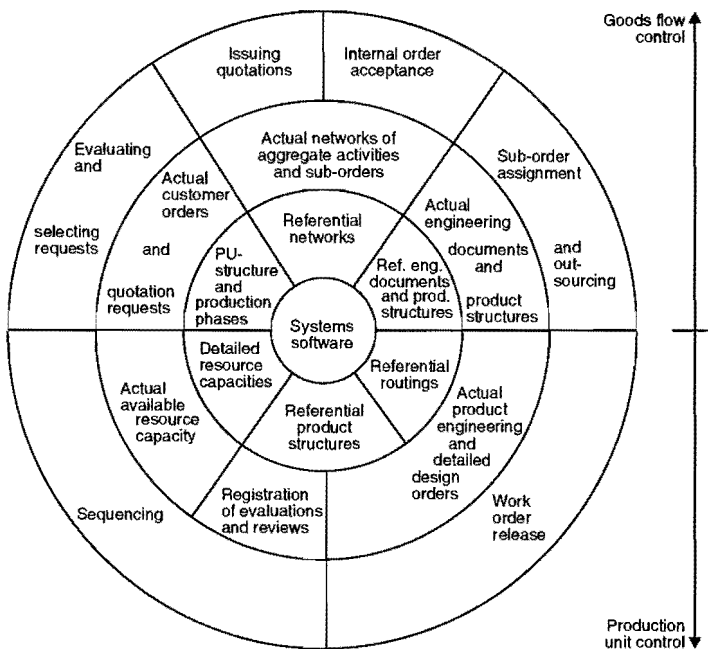 Goods flow
control
Issuing
quotations
Internal order
acceptance
Evaluating
and
selecting requests
Sub-order
assignment
and
out-
sourcing
Actual networks of
aggregate activities
and sub-orders
Actual
customer
orders
and
quotation requests
Actual
engineering
documents
and
product
structures
Referential
networks
PU-
structure
and
production
phases
Ref. eng.
documents
and prod.
structures
Systems
software
Detailed
resource
capacities
Referential
routings
Referential
product
structures
Actual
available
resource
capacity
Actual
product
engineering
and
detailed
design
orders
Registration
of evaluations
and reviews
Sequencing
Work
order
release
Production
unit control